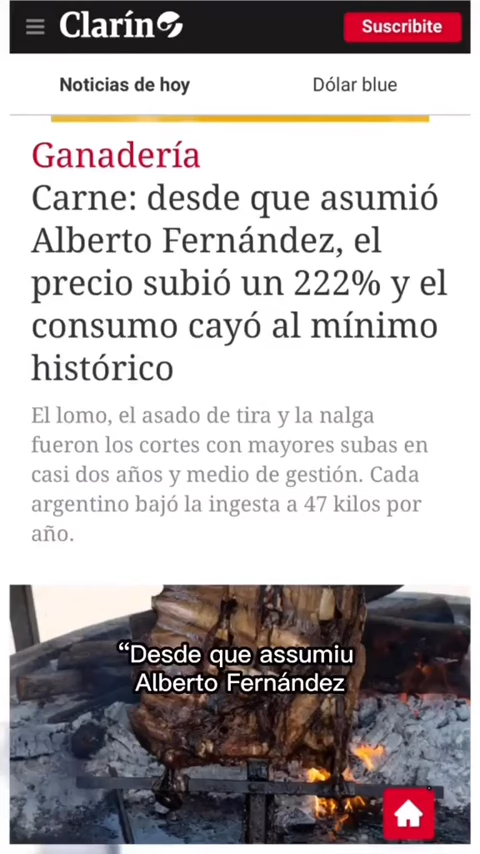 Clarín
Suscribite
Noticias de hoy
Dólar blue
Ganadería
Carne: desde que asumió
Alberto Fernández, el
precio subió un 222% y el
consumo cayó al mínimo
histórico
El lomo, el asado de tira y la nalga
fueron los cortes con mayores subas en
casi dos años y medio de gestión. Cada
argentino bajó la ingesta a 47 kilos por
año.
“Desde que assumiu
Alberto Fernández